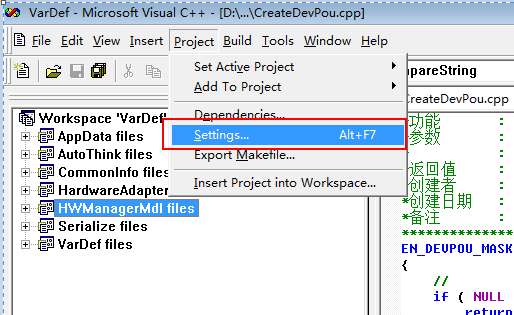 VarDef - Microsoft Visual C++ - [D:\...\CreateDevPou.cpp]
File Edit View Insert Project Build Tools Window Help
Set Active Project
Add To Project
Dependencies...
Settings... Alt+F7
Export Makefile...
Insert Project into Workspace...
Workspace 'VarDef'
AppData files
AutoThink files
CommonInfo files
HardwareAdapter
HWManagerMdl files
Serialize files
VarDef files
pareString
CreateDevPou.cpp
*功能 :
*参数 :
*返回值 :
*创建者 :
*创建日期 :
*备注 :
EN_DEVPOU_MASK
{
//
if ( NULL
return